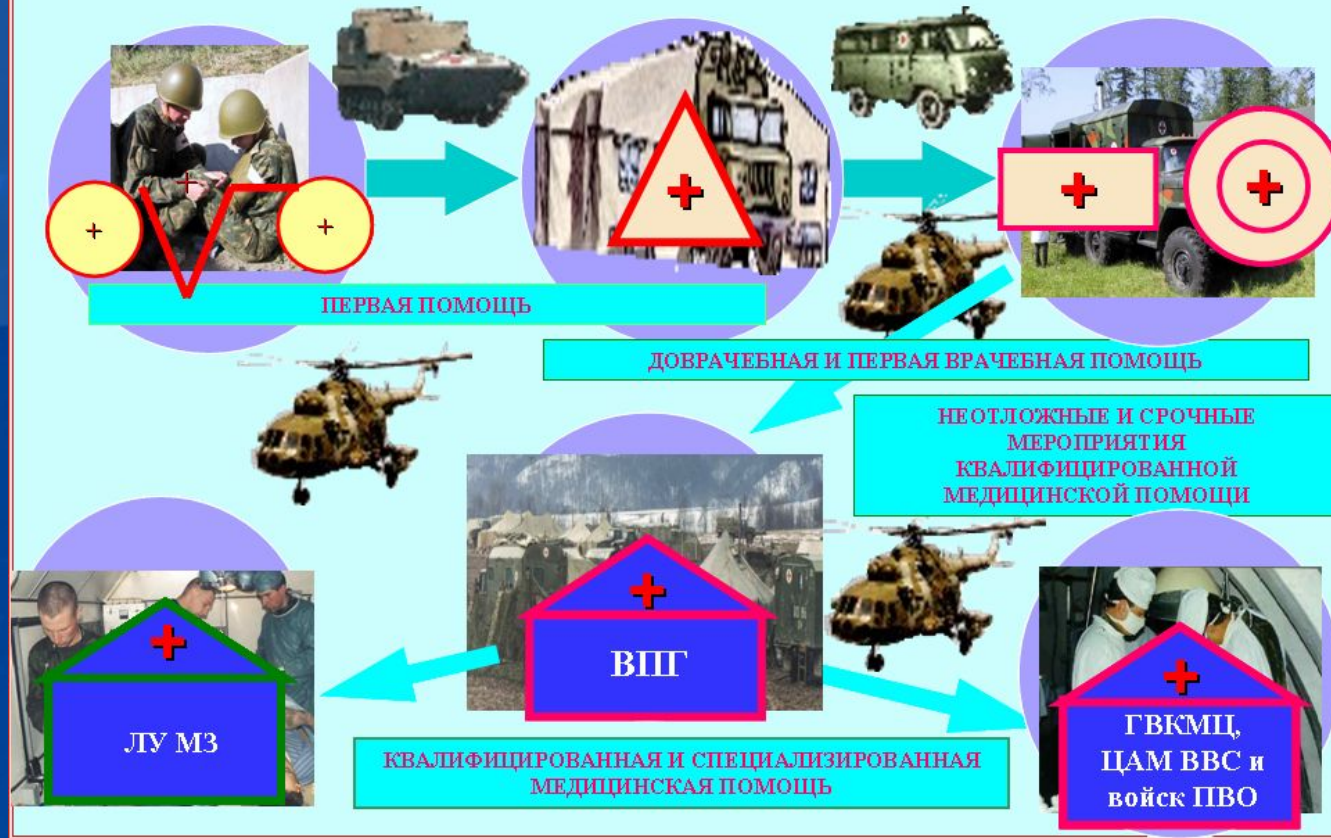 ПЕРВАЯ ПОМОЩЬ
ДОВРАЧЕБНАЯ И ПЕРВАЯ ВРАЧЕБНАЯ ПОМОЩЬ
НЕОТЛОЖНЫЕ И СРОЧНЫЕ
МЕРОПРИЯТИЯ
КВАЛИФИЦИРОВАННОЙ
МЕДИЦИНСКОЙ ПОМОЩИ
ВПГ
ЛУ МЗ
ГВКМЦ,
ЦАМ ВВС и
войск ПВО
КВАЛИФИЦИРОВАННАЯ И СПЕЦИАЛИЗИРОВАННАЯ
МЕДИЦИНСКАЯ ПОМОЩЬ